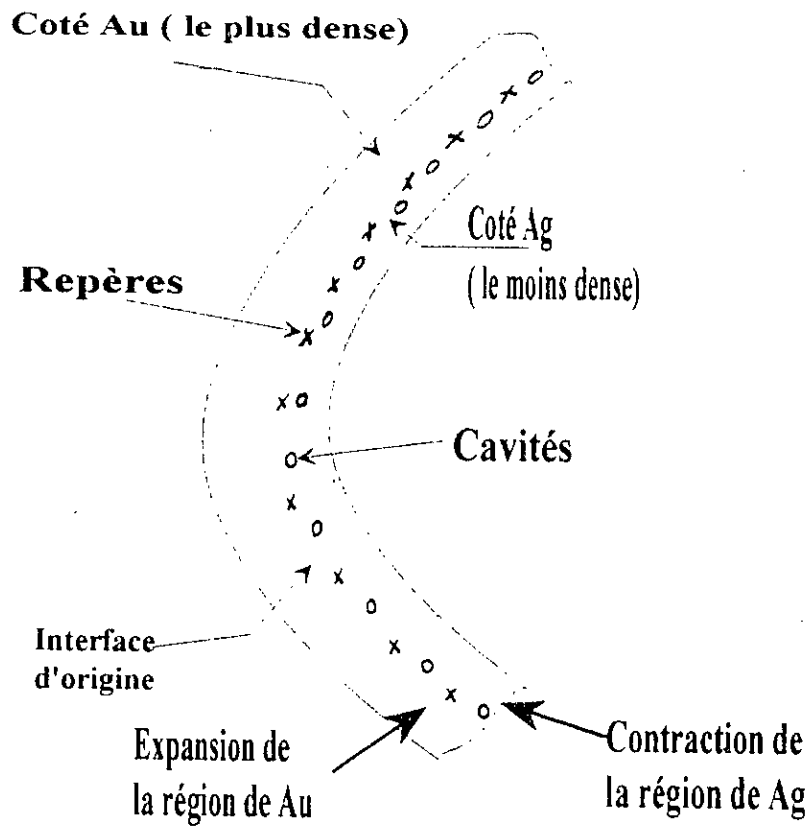 Coté Au ( le plus dense)
Coté Ag
( le moins dense)
Repères
Cavités
Interface
d'origine
Expansion de
la région de Au
Contraction de
la région de Ag